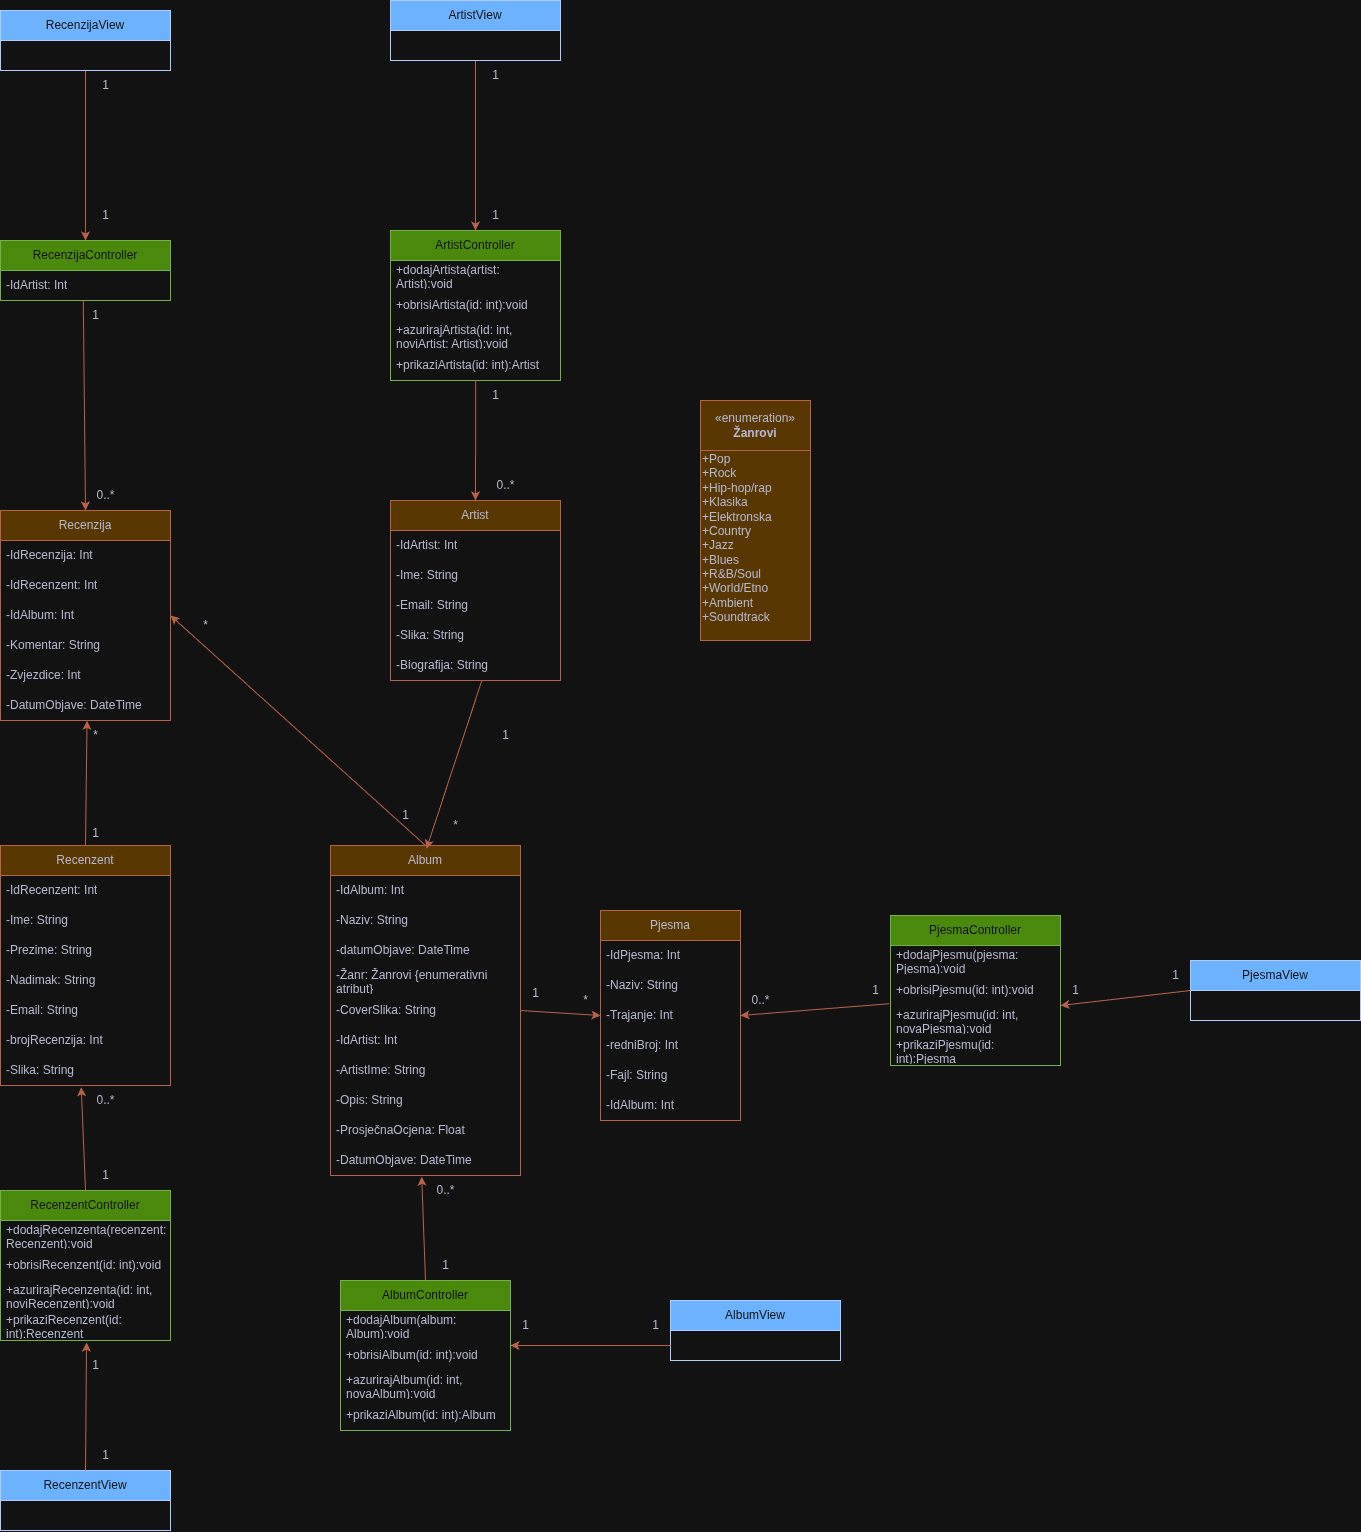 RecenzijaView
1
1
RecenzijaController
-IdArtist: Int
1
0..*
Recenzija
-IdRecenzija: Int
-IdRecenzent: Int
-IdAlbum: Int
-Komentar: String
-Zvjezdice: Int
-DatumObjave: DateTime
*
1
Recenzent
-IdRecenzent: Int
-Ime: String
-Prezime: String
-Nadimak: String
-Email: String
-brojRecenzija: Int
-Slika: String
0..*
1
RecenzentController
+dodajRecenzenta(recenzent:
Recenzent):void
+obrisiRecenzent(id: int):void
+azurirajRecenzenta(id: int,
noviRecenzent):void
+prikaziRecenzent(id:
int):Recenzent
1
1
RecenzentView
ArtistView
1
1
ArtistController
+dodajArtista(artist:
Artist):void
+obrisiArtista(id: int):void
+azurirajArtista(id: int,
noviArtist: Artist):void
+prikaziArtista(id: int):Artist
1
0..*
Artist
-IdArtist: Int
-Ime: String
-Email: String
-Slika: String
-Biografija: String
1
*
*
1
Album
-IdAlbum: Int
-Naziv: String
-datumObjave: DateTime
-Žanr: Žanrovi {enumerativni
atribut}
-CoverSlika: String
-IdArtist: Int
-ArtistIme: String
-Opis: String
-ProsječnaOcjena: Float
-DatumObjave: DateTime
0..*
1
AlbumController
+dodajAlbum(album:
Album):void
+obrisiAlbum(id: int):void
+azurirajAlbum(id: int,
novaAlbum):void
+prikaziAlbum(id: int):Album
1
1
AlbumView
«enumeration»
Žanrovi
+Pop
+Rock
+Hip-hop/rap
+Klasika
+Elektronska
+Country
+Jazz
+Blues
+R&B/Soul
+World/Etno
+Ambient
+Soundtrack
1
*
Pjesma
-IdPjesma: Int
-Naziv: String
-Trajanje: Int
-redniBroj: Int
-Fajl: String
-IdAlbum: Int
0..*
1
PjesmaController
+dodajPjesmu(pjesma:
Pjesma):void
+obrisiPjesmu(id: int):void
+azurirajPjesmu(id: int,
novaPjesma):void
+prikaziPjesmu(id:
int):Pjesma
1
1
PjesmaView